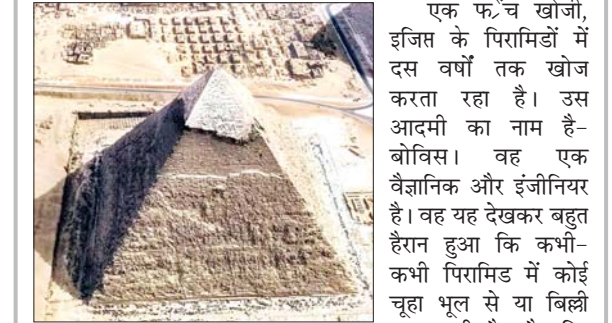 एक फ्रेंच खोजी,
इजिप्त के पिरामिडों में
दस वर्षों तक खोज
करता रहा है। उस
आदमी का नाम है-
बोविस। वह एक
वैज्ञानिक और इंजीनियर
है। वह यह देखकर बहुत
हैरान हुआ कि कभी-
कभी पिरामिड में कोई
चूहा भूल से या बिल्ली